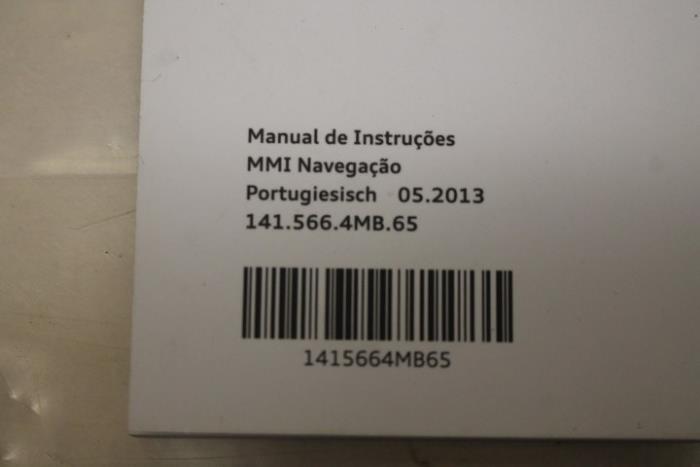 Manual de Instruções
MMI Navegação
Portugiesisch 05.2013
141.566.4MB.65
1415664MB65